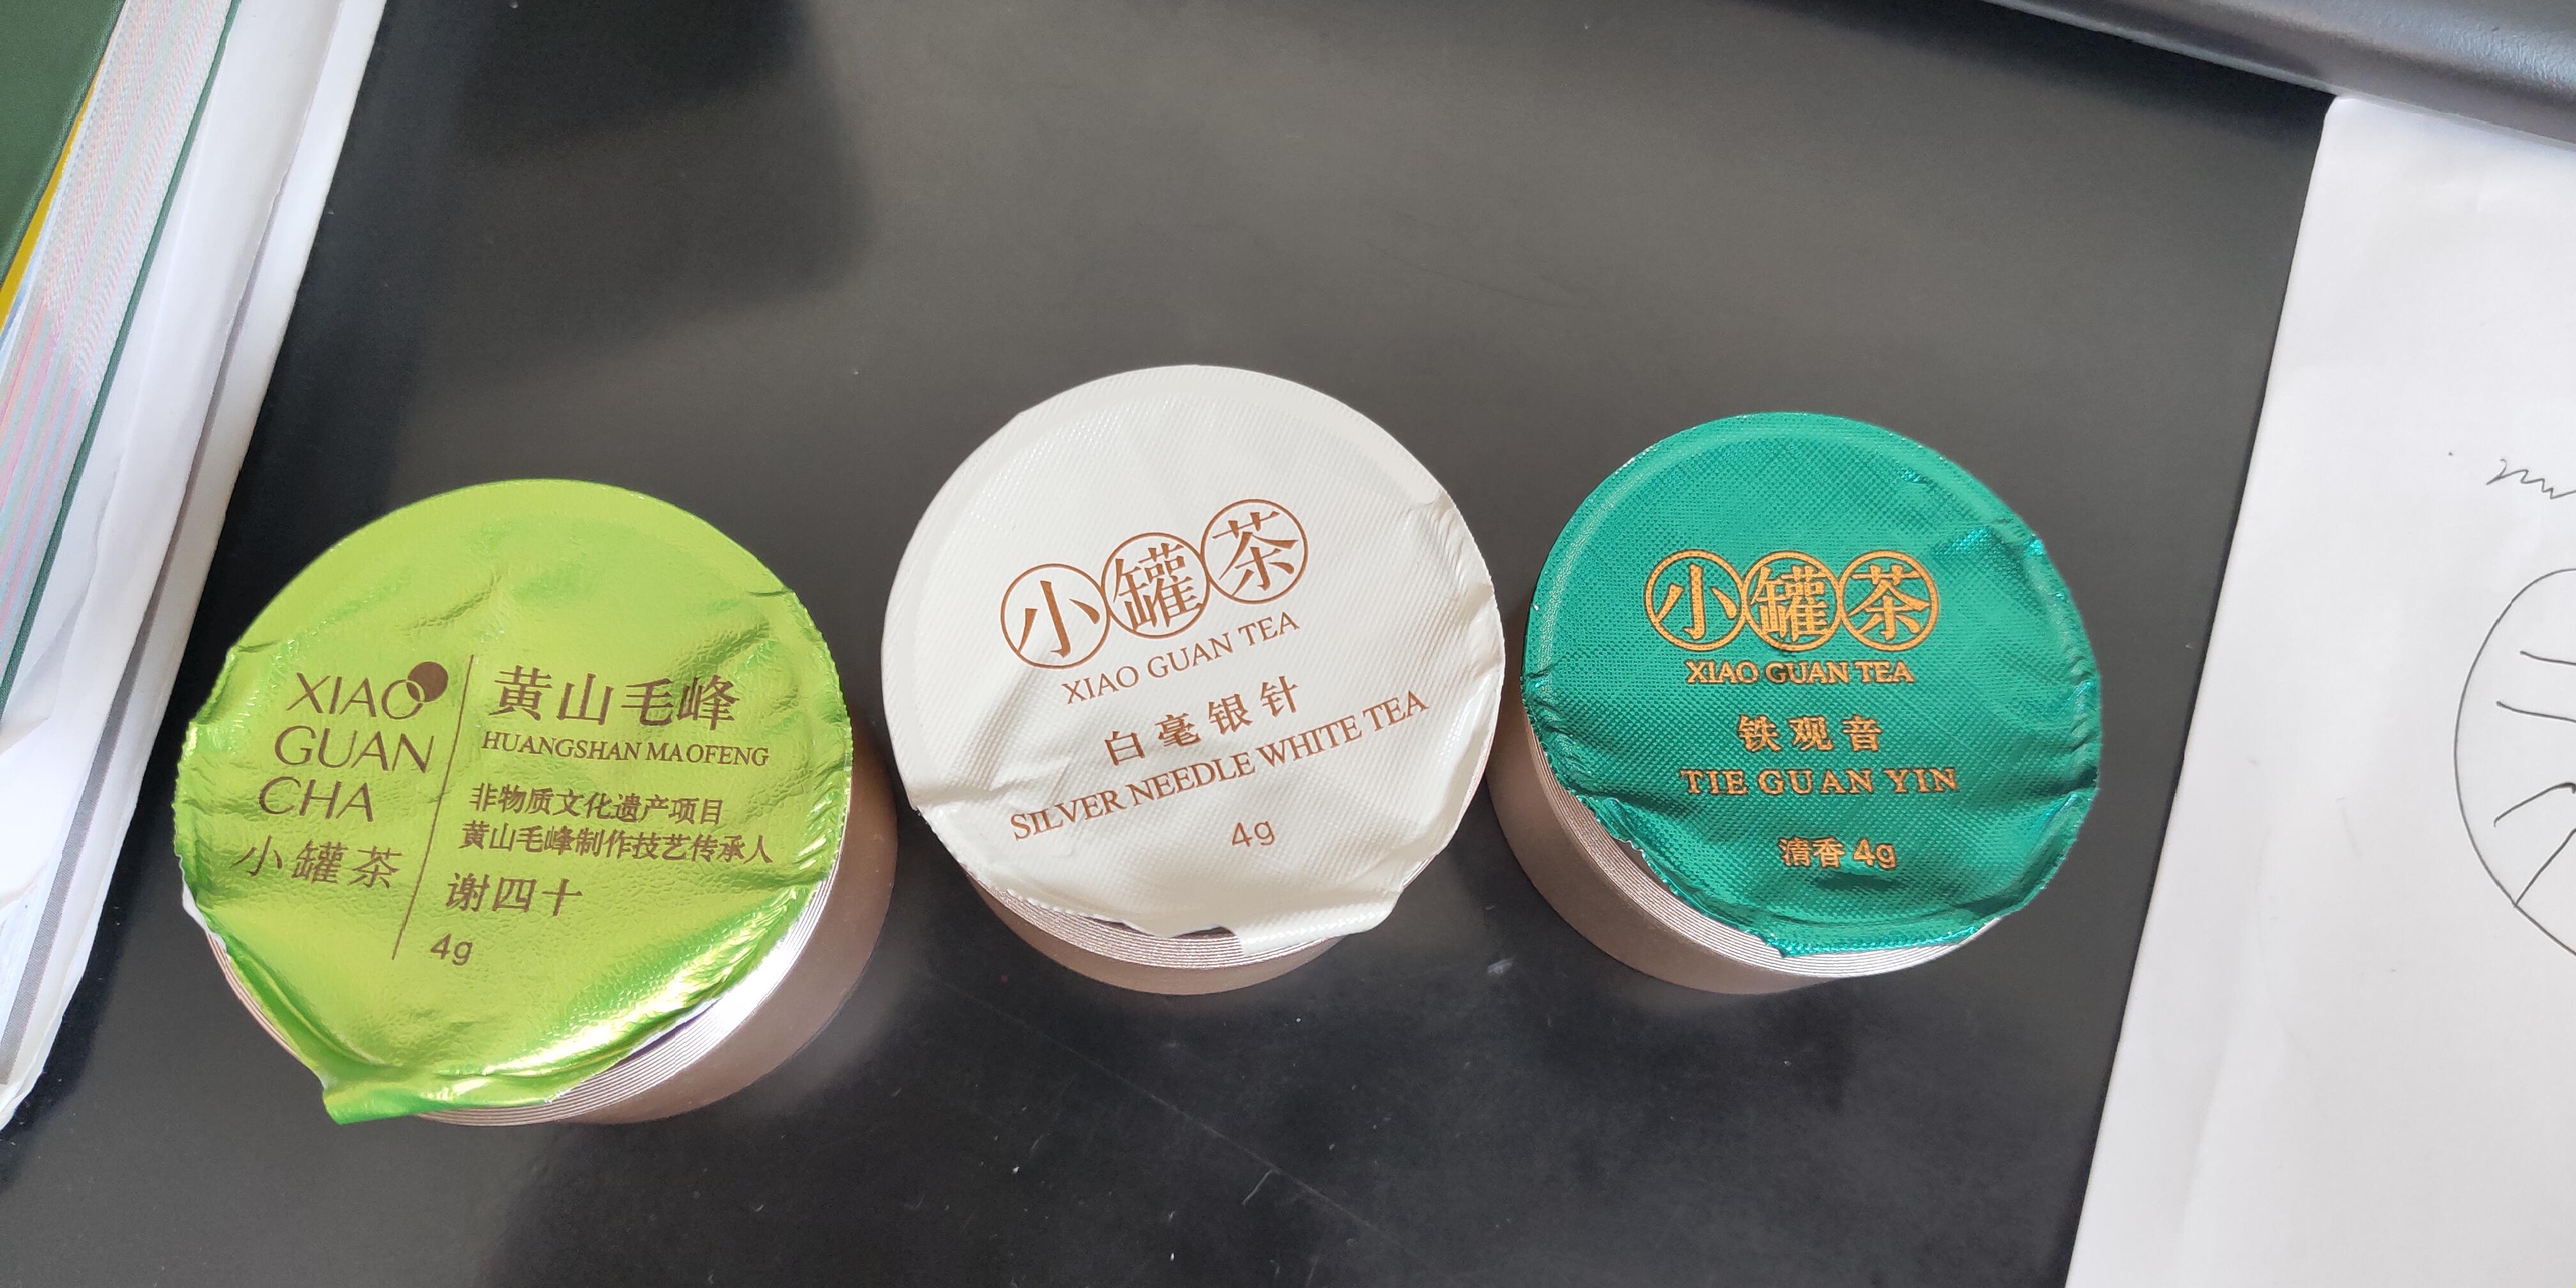 XIAO
GUAN
CHA
小罐茶
黄山毛峰
HUANGSHAN MAOFENG
非物质文化遗产项目
黄山毛峰制作技艺传承人
谢四十
4g
小罐茶
XIAO GUAN TEA
白毫银针
SILVER NEEDLE WHITE TEA
4g
小罐茶
XIAO GUAN TEA
铁观音
TIE GUAN YIN
清香 4g